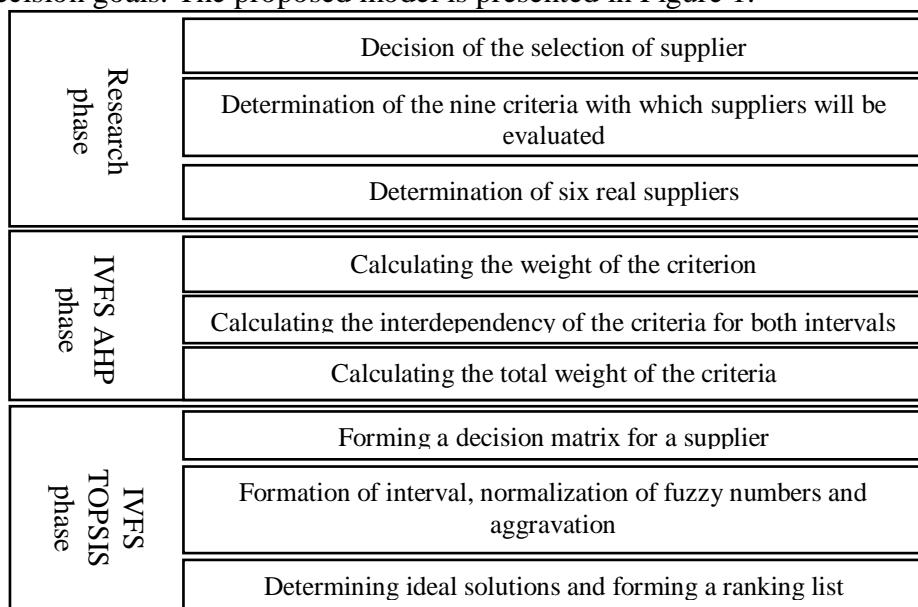 decision goals. The proposed model is presented in Figure 1.
Research
phase
Decision of the selection of supplier
Determination of the nine criteria with which suppliers will be
evaluated
Determination of six real suppliers
IVFS AHP
phase
Calculating the weight of the criterion
Calculating the interdependency of the criteria for both intervals
Calculating the total weight of the criteria
IVFS
TOPSIS
phase
Forming a decision matrix for a supplier
Formation of interval, normalization of fuzzy numbers and
aggravation
Determining ideal solutions and forming a ranking list